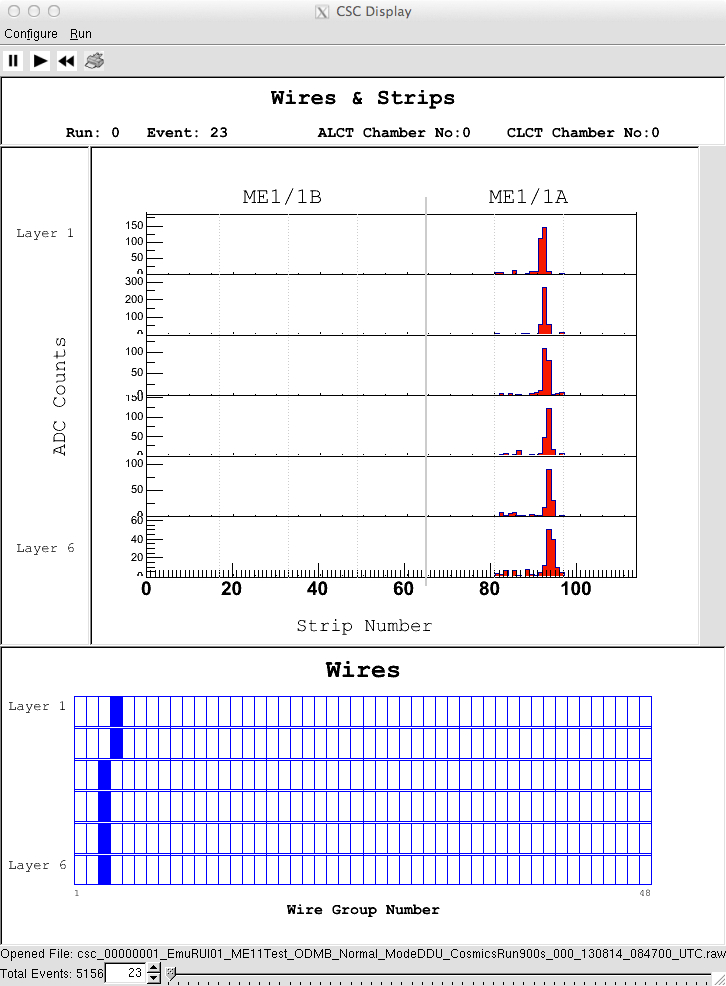 CSC Display
Configure Run
Wires & Strips
Run: 0 Event: 23 ALCT Chamber No:0 CLCT Chamber No:0
ME1/1B ME1/1A
Layer 1
150
100
50
0
300
200
100
0
100
50
0
150
100
50
100
50
0
60
40
20
0
ADC Counts
Layer 6
0 20 40 60 80 100
Strip Number
Wires
Layer 1
Layer 6
1 48
Wire Group Number
Opened File: csc_00000001_EmuRUI01_ME11Test_ODMB_Normal_ModeDDU_CosmicsRun900s_000_130814_084700_UTC.raw
Total Events: 5156 23